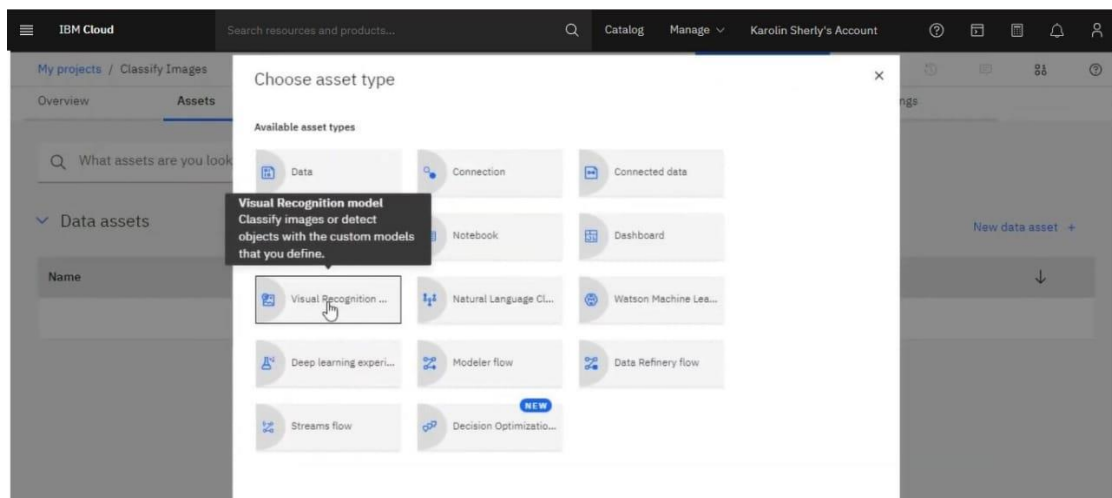 IBM Cloud
Search resources and products...
Catalog
Manage
Karolin Sherly's Account
My projects / Classify Images
Overview
Assets
ngs
Choose asset type
What assets are you look
Available asset types
Data
Connection
Connected data
Visual Recognition model
Classify images or detect
objects with the custom models
that you define.
Notebook
Dashboard
Data assets
New data asset +
Name
Visual Recognition ...
Natural Language Cl...
Watson Machine Lea...
Deep learning experi...
Modeler flow
Data Refinery flow
NEW
Streams flow
Decision Optimizatio...